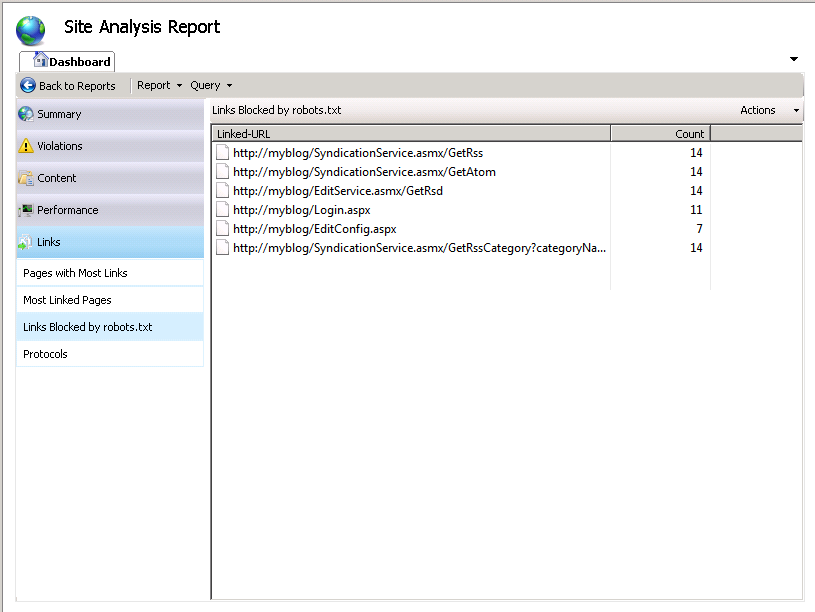 Site Analysis Report
Dashboard
Back to Reports Report Query
Summary
Violations
Content
Performance
Links
Pages with Most Links
Most Linked Pages
Links Blocked by robots.txt
Protocols
Links Blocked by robots.txt Actions
Linked-URL Count
http://myblog/SyndicationService.asmx/GetRss 14
http://myblog/SyndicationService.asmx/GetAtom 14
http://myblog/EditService.asmx/GetRsd 14
http://myblog/Login.aspx 11
http://myblog/EditConfig.aspx 7
http://myblog/SyndicationService.asmx/GetRssCategory?categoryNa... 14